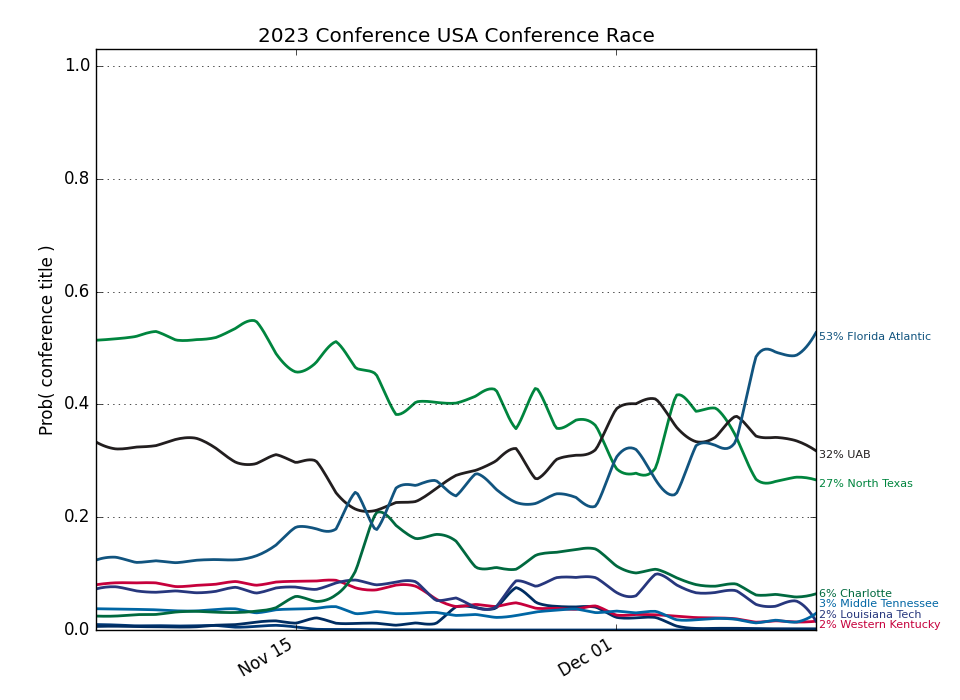 2023 Conference USA Conference Race
Prob( conference title )
1.0
0.8
0.6
0.4
0.2
0.0
Nov 15
Dec 01
53% Florida Atlantic
32% UAB
27% North Texas
6% Charlotte
3% Middle Tennessee
2% Louisiana Tech
2% Western Kentucky